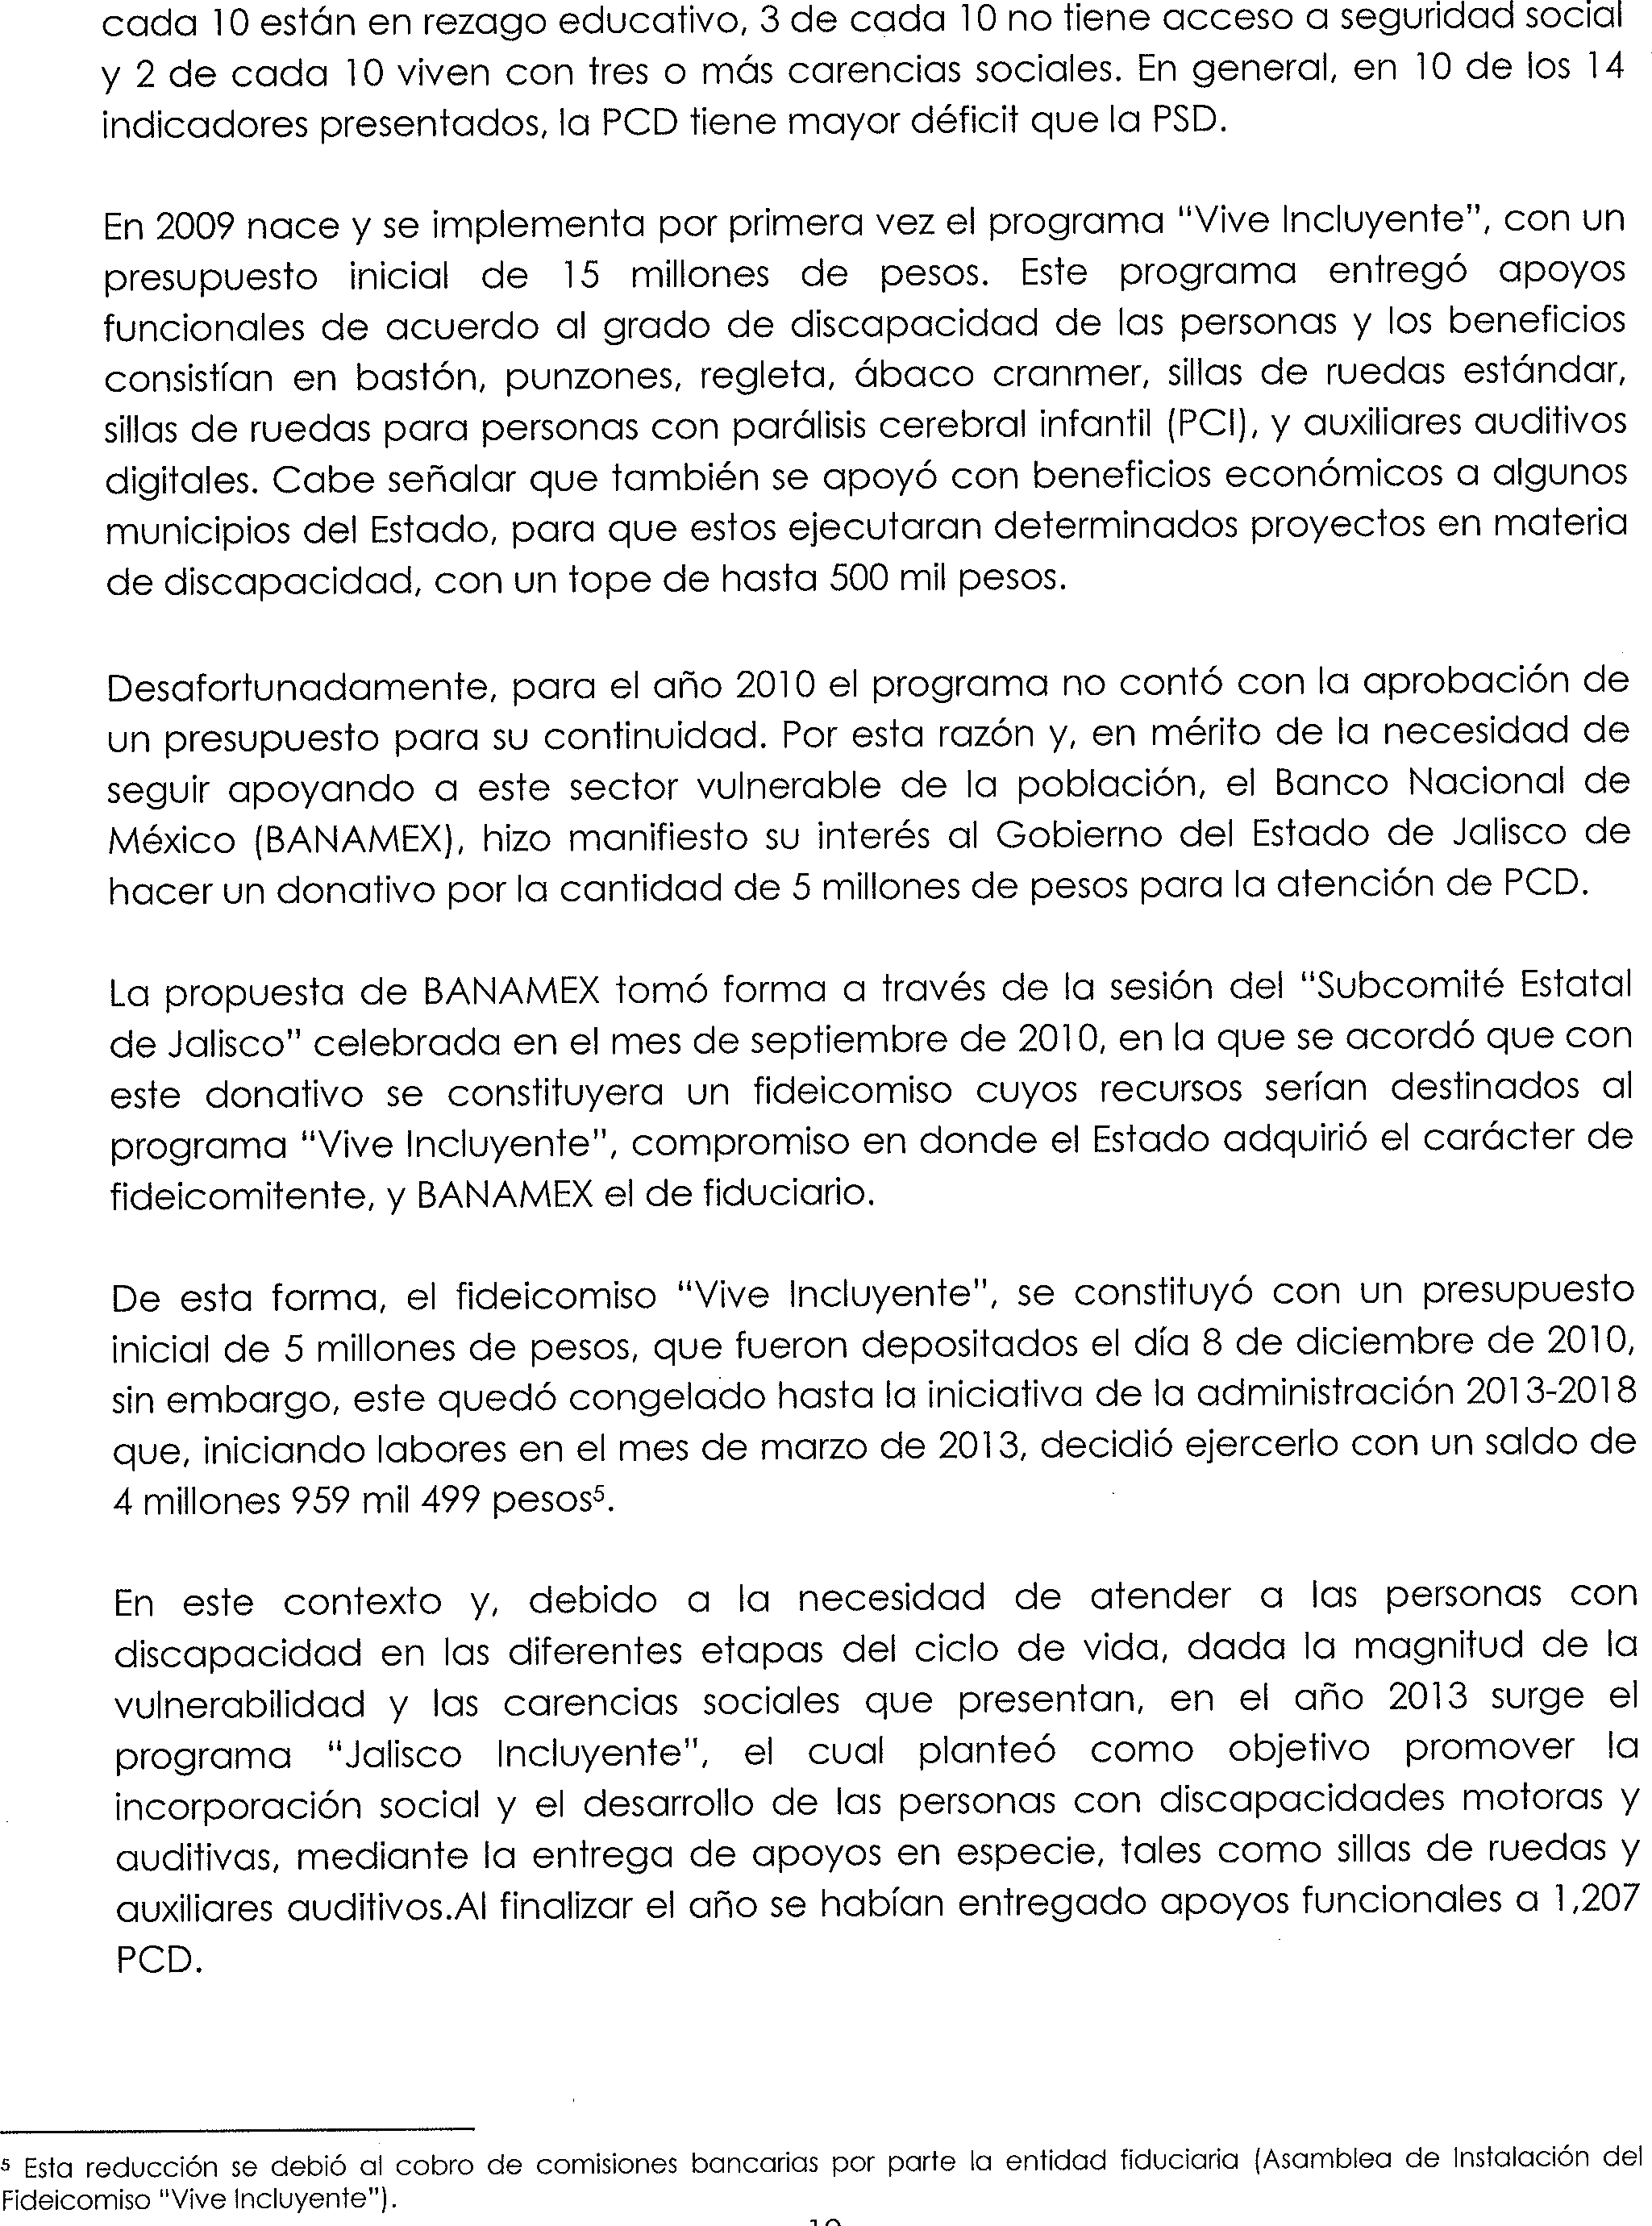 cada 10 están en rezago educativo, 3 de cada 10 no tiene acceso a seguridad social
y 2 de cada 10 viven con tres o más carencias sociales. En general, en 10 de los 14
indicadores presentados, la PCD tiene mayor déficit que la PSD.
En 2009 nace y se implementa por primera vez el programa "Vive Incluyente", con un
presupuesto inicial de 15 millones de pesos. Este programa entregó apoyos
funcionales de acuerdo al grado de discapacidad de las personas y los beneficios
consistían en bastón, punzones, regleta, ábaco cranmer, sillas de ruedas estándar,
sillas de ruedas para personas con parálisis cerebral infantil (PCI), y auxiliares auditivos
digitales. Cabe señalar que también se apoyó con beneficios económicos a algunos
municipios del Estado, para que estos ejecutaran determinados proyectos en materia
de discapacidad, con un tope de hasta 500 mil pesos.
Desafortunadamente, para el año 2010 el programa no contó con la aprobación de
un presupuesto para su continuidad. Por esta razón y, en mérito de la necesidad de
seguir apoyando a este sector vulnerable de la población, el Banco Nacional de
México (BANAMEX), hizo manifiesto su interés al Gobierno del Estado de Jalisco de
hacer un donativo por la cantidad de 5 millones de pesos para la atención de PCD.
La propuesta de BANAMEX tomó forma a través de la sesión del "Subcomité Estatal
de Jalisco" celebrada en el mes de septiembre de 2010, en la que se acordó que con
este donativo se constituyera un fideicomiso cuyos recursos serían destinados al
programa "Vive Incluyente", compromiso en donde el Estado adquirió el carácter de
fideicomitente, y BANAMEX el de fiduciario.
De esta forma, el fideicomiso "Vive Incluyente", se constituyó con un presupuesto
inicial de 5 millones de pesos, que fueron depositados el día 8 de diciembre de 2010,
sin embargo, este quedó congelado hasta la iniciativa de la administración 2013-2018
que, iniciando labores en el mes de marzo de 2013, decidió ejercerlo con un saldo de
4 millones 959 mil 499 pesos⁵.
En este contexto y, debido a la necesidad de atender a las personas con
discapacidad en las diferentes etapas del ciclo de vida, dada la magnitud de la
vulnerabilidad y las carencias sociales que presentan, en el año 2013 surge el
programa "Jalisco Incluyente", el cual planteó como objetivo promover la
incorporación social y el desarrollo de las personas con discapacidades motoras y
auditivas, mediante la entrega de apoyos en especie, tales como sillas de ruedas y
auxiliares auditivos.Al finalizar el año se habían entregado apoyos funcionales a 1,207
PCD.
⁵ Esta reducción se debió al cobro de comisiones bancarias por parte la entidad fiduciaria (Asamblea de Instalación del
Fideicomiso "Vive Incluyente").